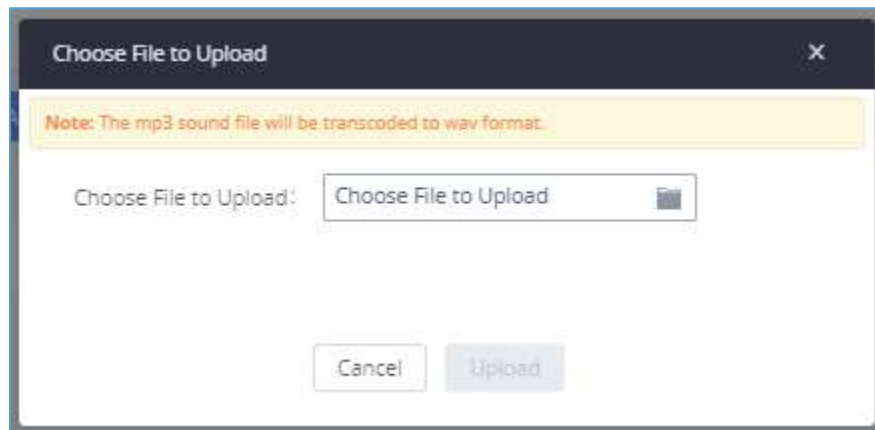 Choose File to Upload
Note: The mp3 sound file will be transcoded to wav format.
Choose File to Upload: Choose File to Upload
Cancel Upload